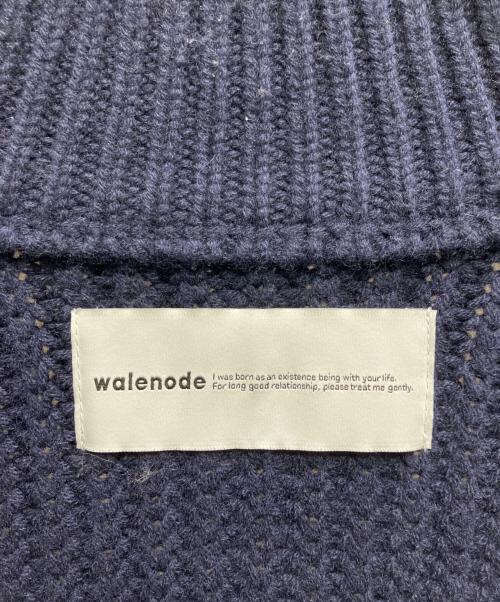 walenode
I was born as an existence being with your life.
For long good relationship, please treat me gently.